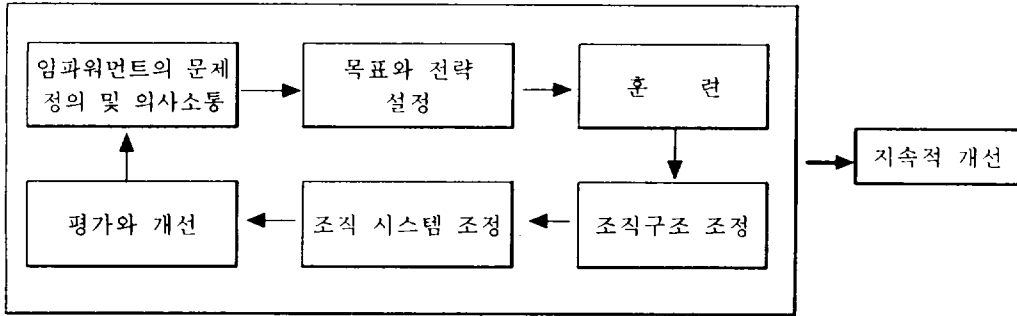 임파워먼트의 문제
정의 및 의사소통
목표와 전략
설정
훈 련
지속적 개선
평가와 개선
조직 시스템 조정
조직구조 조정